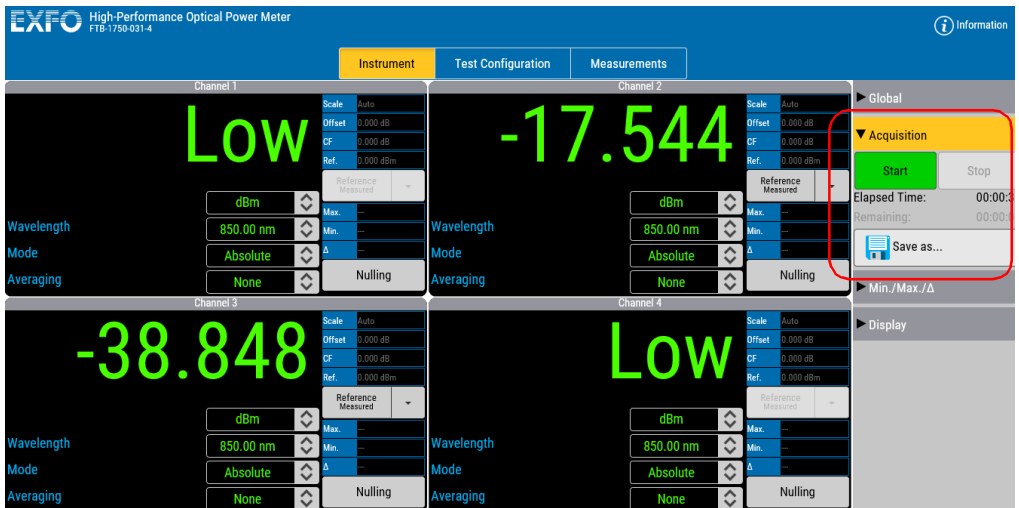 EXFO High-Performance Optical Power Meter
FTB-1750-031-4
Information
Instrument Test Configuration Measurements
Channel 1
Low
Scale Auto
Offset 0.000 dB
CF 0.000 dB
Ref. 0.000 dBm
Reference Measured
dBm
Max. --
Wavelength 850.00 nm
Min. --
Mode Absolute
Δ --
Averaging None
Nulling
Channel 2
-17.544
Scale Auto
Offset 0.000 dB
CF 0.000 dB
Ref. 0.000 dBm
Reference Measured
dBm
Max. --
Wavelength 850.00 nm
Min. --
Mode Absolute
Δ --
Averaging None
Nulling
Channel 3
-38.848
Scale Auto
Offset 0.000 dB
CF 0.000 dB
Ref. 0.000 dBm
Reference Measured
dBm
Max. --
Wavelength 850.00 nm
Min. --
Mode Absolute
Δ --
Averaging None
Nulling
Channel 4
Low
Scale Auto
Offset 0.000 dB
CF 0.000 dB
Ref. 0.000 dBm
Reference Measured
dBm
Max. --
Wavelength 850.00 nm
Min. --
Mode Absolute
Δ --
Averaging None
Nulling
Global
Acquisition
Start Stop
Elapsed Time:
Remaining:
Save as...
Min./Max./Δ
Display